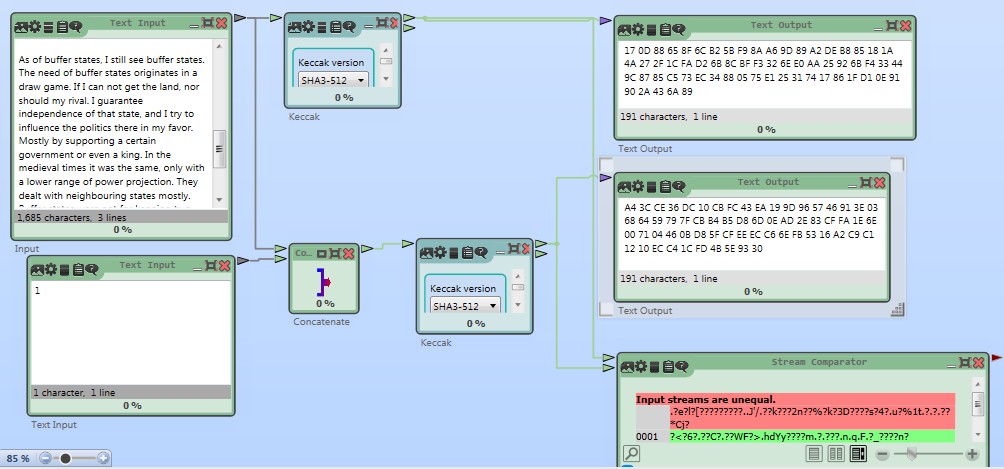 Text Input
As of buffer states, I still see buffer states.
The need of buffer states originates in a
draw game. If I can not get the land, nor
should my rival. I guarantee
independence of that state, and I try to
influence the politics there in my favor.
Mostly by supporting a certain
government or even a king. In the
medieval times it was the same, only with
a lower range of power projection. They
dealt with neighbouring states mostly.
1,685 characters, 3 lines
0 %
Input
Keccak version
SHA3-512
0 %
Keccak
Text Output
17 0D 88 65 8F 6C B2 5B F9 8A A6 9D 89 A2 DE B8 85 18 1A
4A 27 2F 1C FA D2 6B 8C BF F3 32 6E E0 AA 25 92 6B F4 33 44
9C 87 85 C5 73 EC 34 88 05 75 E1 25 31 74 17 86 1F D1 0E 91
90 2A 43 6A 89
191 characters, 1 line
0 %
Text Output
Text Input
1
1 character, 1 line
0 %
Text Input
Co...
0 %
Concatenate
Keccak version
SHA3-512
0 %
Keccak
Text Output
A4 3C CE 36 DC 10 CB FC 43 EA 19 9D 96 57 46 91 3E 03
68 64 59 79 7F CB B4 B5 D8 6D 0E AD 2E 83 CF FA 1E 6E
00 71 04 46 0B D8 5F CF EE EC C6 6E FB 53 16 A2 C9 C1
12 10 EC C4 1C FD 4B 5E 93 30
191 characters, 1 line
0 %
Text Output
Stream Comparator
Input streams are unequal.
.?e?l?[?????????..J'/.??k???2n??%?k?3D????s?4?.u?%1t.?.?.??
*Cj?
0001 ?<?6?.??C?.??WF?>.hdYy????m.?.???.n.q.F.?_????n?
85 %